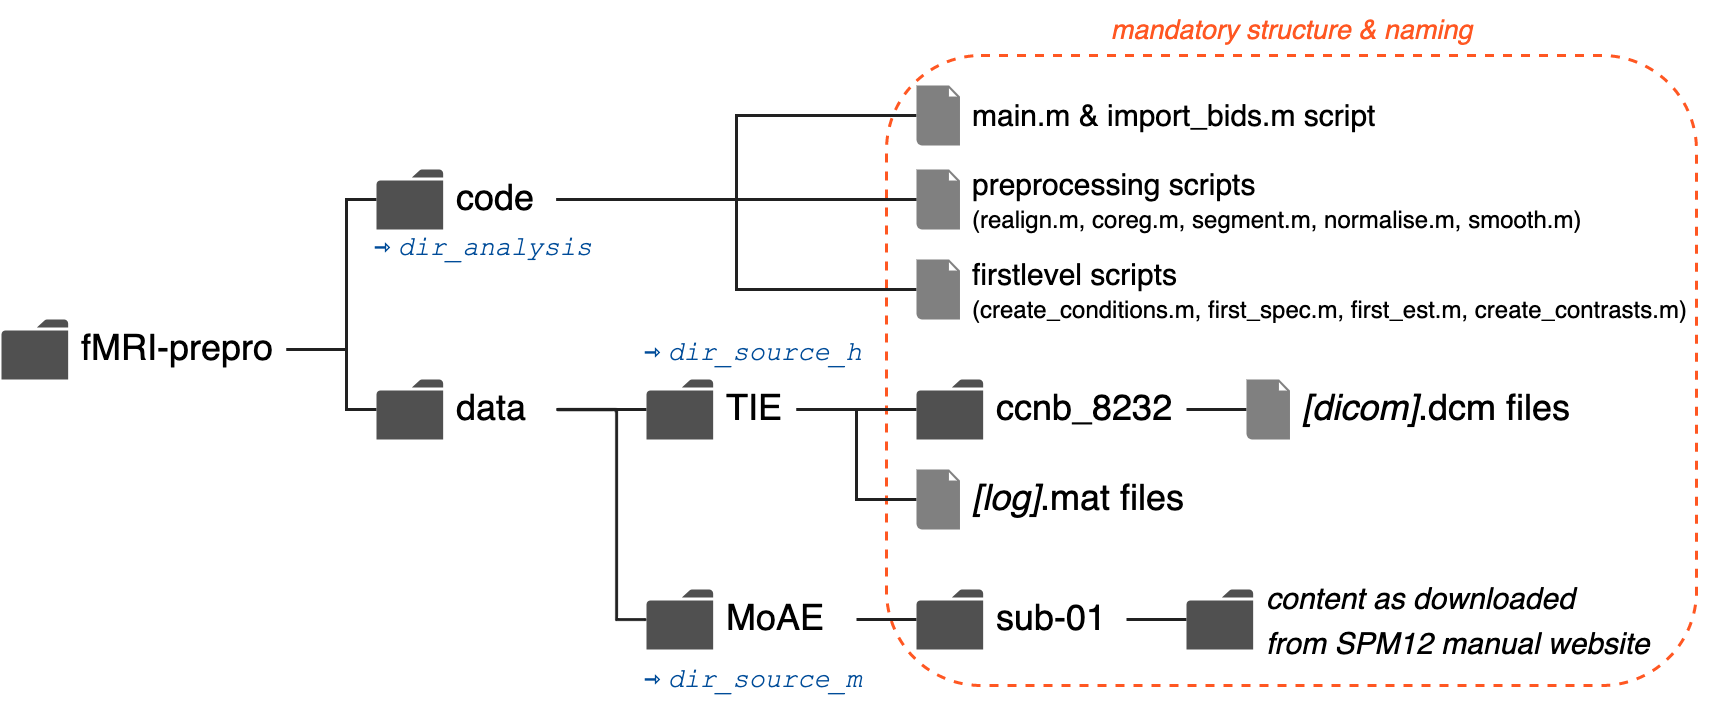 mandatory structure & naming
main.m & import_bids.m script
preprocessing scripts
(realign.m, coreg.m, segment.m, normalise.m, smooth.m)
code
→ dir_analysis
firstlevel scripts
(create_conditions.m, first_spec.m, first_est.m, create_contrasts.m)
fMRI-prepro
→ dir_source_h
data
TIE
ccnb_8232
[dicom].dcm files
[log].mat files
MoAE
sub-01
content as downloaded
from SPM12 manual website
→ dir_source_m